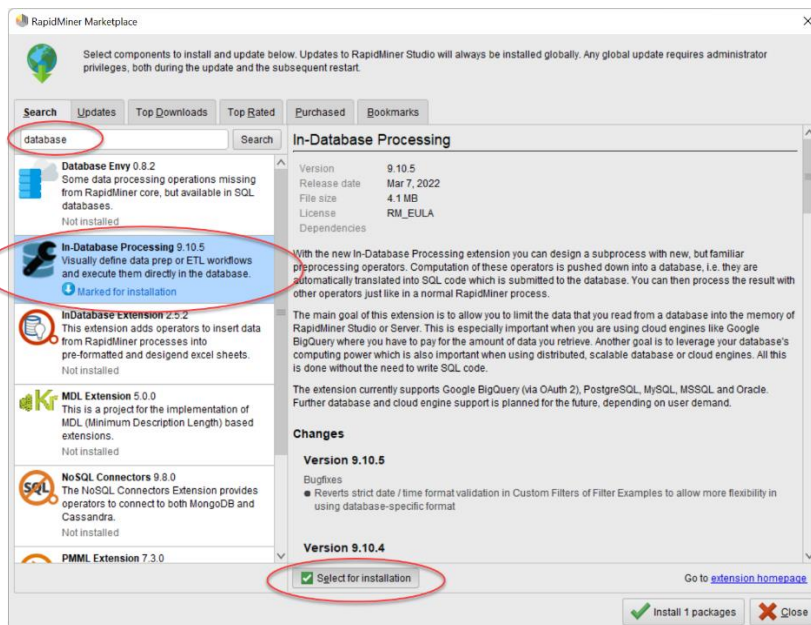 RapidMiner Marketplace
Select components to install and update below. Updates to RapidMiner Studio will always be installed globally. Any global update requires administrator
privileges, both during the update and the subsequent restart.
Search Updates Top Downloads Top Rated Purchased Bookmarks
database Search
Database Envy 0.8.2
Some data processing operations missing
from RapidMiner core, but available in SQL
databases.
Not installed
In-Database Processing 9.10.5
Visually define data prep or ETL workflows
and execute them directly in the database.
Marked for installation
InDatabase Extension 2.5.2
This extension adds operators to insert data
from RapidMiner processes into
pre-formatted and desigend excel sheets.
Not installed
MDL Extension 5.0.0
This is a project for the implementation of
MDL (Minimum Description Length) based
extensions.
Not installed
SQL
NoSQL Connectors 9.8.0
The NoSQL Connectors Extension provides
operators to connect to both MongoDB and
Cassandra.
Not installed
PMML Extension 7.3.0
In-Database Processing
Version 9.10.5
Release date Mar 7, 2022
File size 4.1 MB
License RM_EULA
Dependencies
With the new In-Database Processing extension you can design a subprocess with new, but familiar
preprocessing operators. Computation of these operators is pushed down into a database, i.e. they are
automatically translated into SQL code which is submitted to the database. You can then process the result with
other operators just like in a normal RapidMiner process.
The main goal of this extension is to allow you to limit the data that you read from a database into the memory of
RapidMiner Studio or Server. This is especially important when you are using cloud engines like Google
BigQuery where you have to pay for the amount of data you retrieve. Another goal is to leverage your database's
computing power which is also important when using distributed, scalable database or cloud engines. All this
is done without the need to write SQL code.
The extension currently supports Google BigQuery (via OAuth 2), PostgreSQL, MySQL, MSSQL and Oracle.
Further database and cloud engine support is planned for the future, depending on user demand.
Changes
Version 9.10.5
Bugfixes
● Reverts strict date / time format validation in Custom Filters of Filter Examples to allow more flexibility in
using database-specific format
Version 9.10.4
Select for installation
Go to extension homepage
Install 1 packages
Close